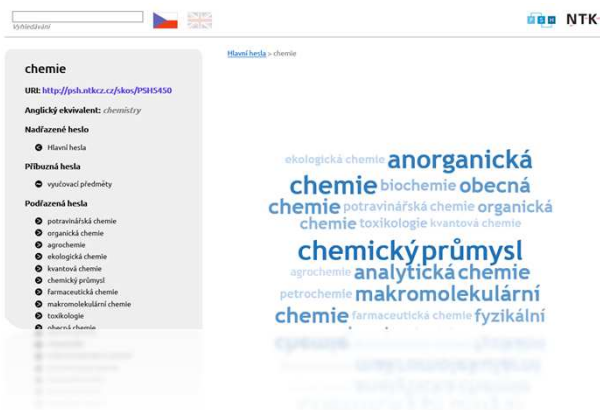 Vyhledávání
PSH NTK
chemie
URI: http://psh.ntkcz.cz/skos/PSH5450
Anglický ekvivalent: chemistry
Nadřazené heslo
Hlavní hesla
Příbuzná hesla
vyučovací předměty
Podřazená hesla
potravinářská chemie
organická chemie
agrochemie
ekologická chemie
kvantová chemie
chemický průmysl
farmaceutická chemie
makromolekulární chemie
toxikologie
obecná chemie
Hlavní hesla > chemie
ekologická chemie anorganická
chemie biochemie obecná
chemie potravinářská chemie organická
chemie toxikologie kvantová chemie
chemický průmysl
agrochemie analytická chemie
petrochemie makromolekulární
chemie farmaceutická chemie fyzikální